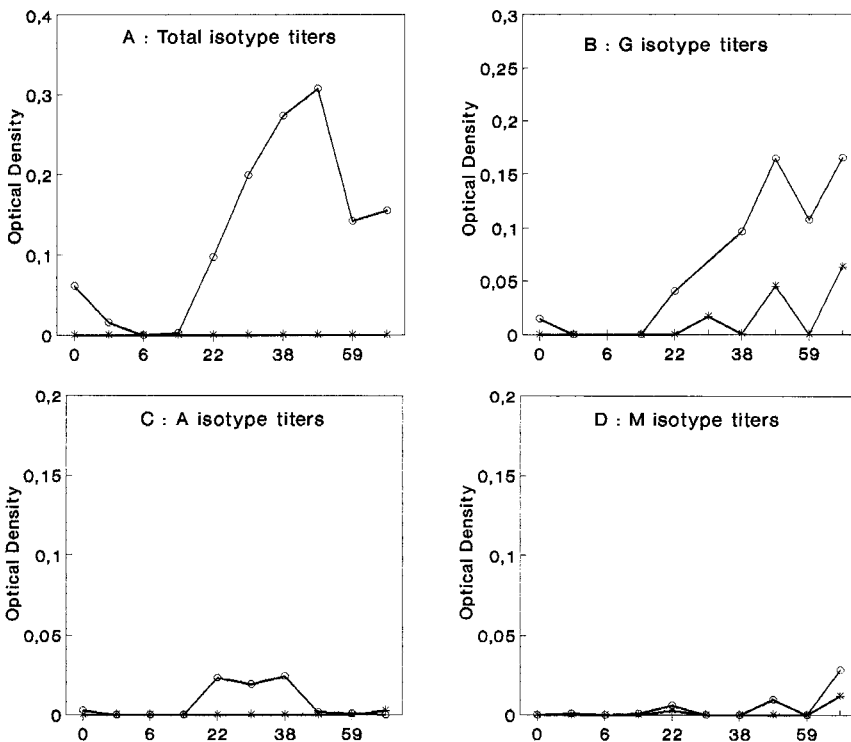 A : Total isotype titers
Optical Density
0,4
0,3
0,2
0,1
0
0 6 22 38 59
B : G isotype titers
Optical Density
0,3
0,25
0,2
0,15
0,1
0,05
0
0 6 22 38 59
C : A isotype titers
Optical Density
0,2
0,15
0,1
0,05
0
0 6 22 38 59
D : M isotype titers
Optical Density
0,2
0,15
0,1
0,05
0
0 6 22 38 59